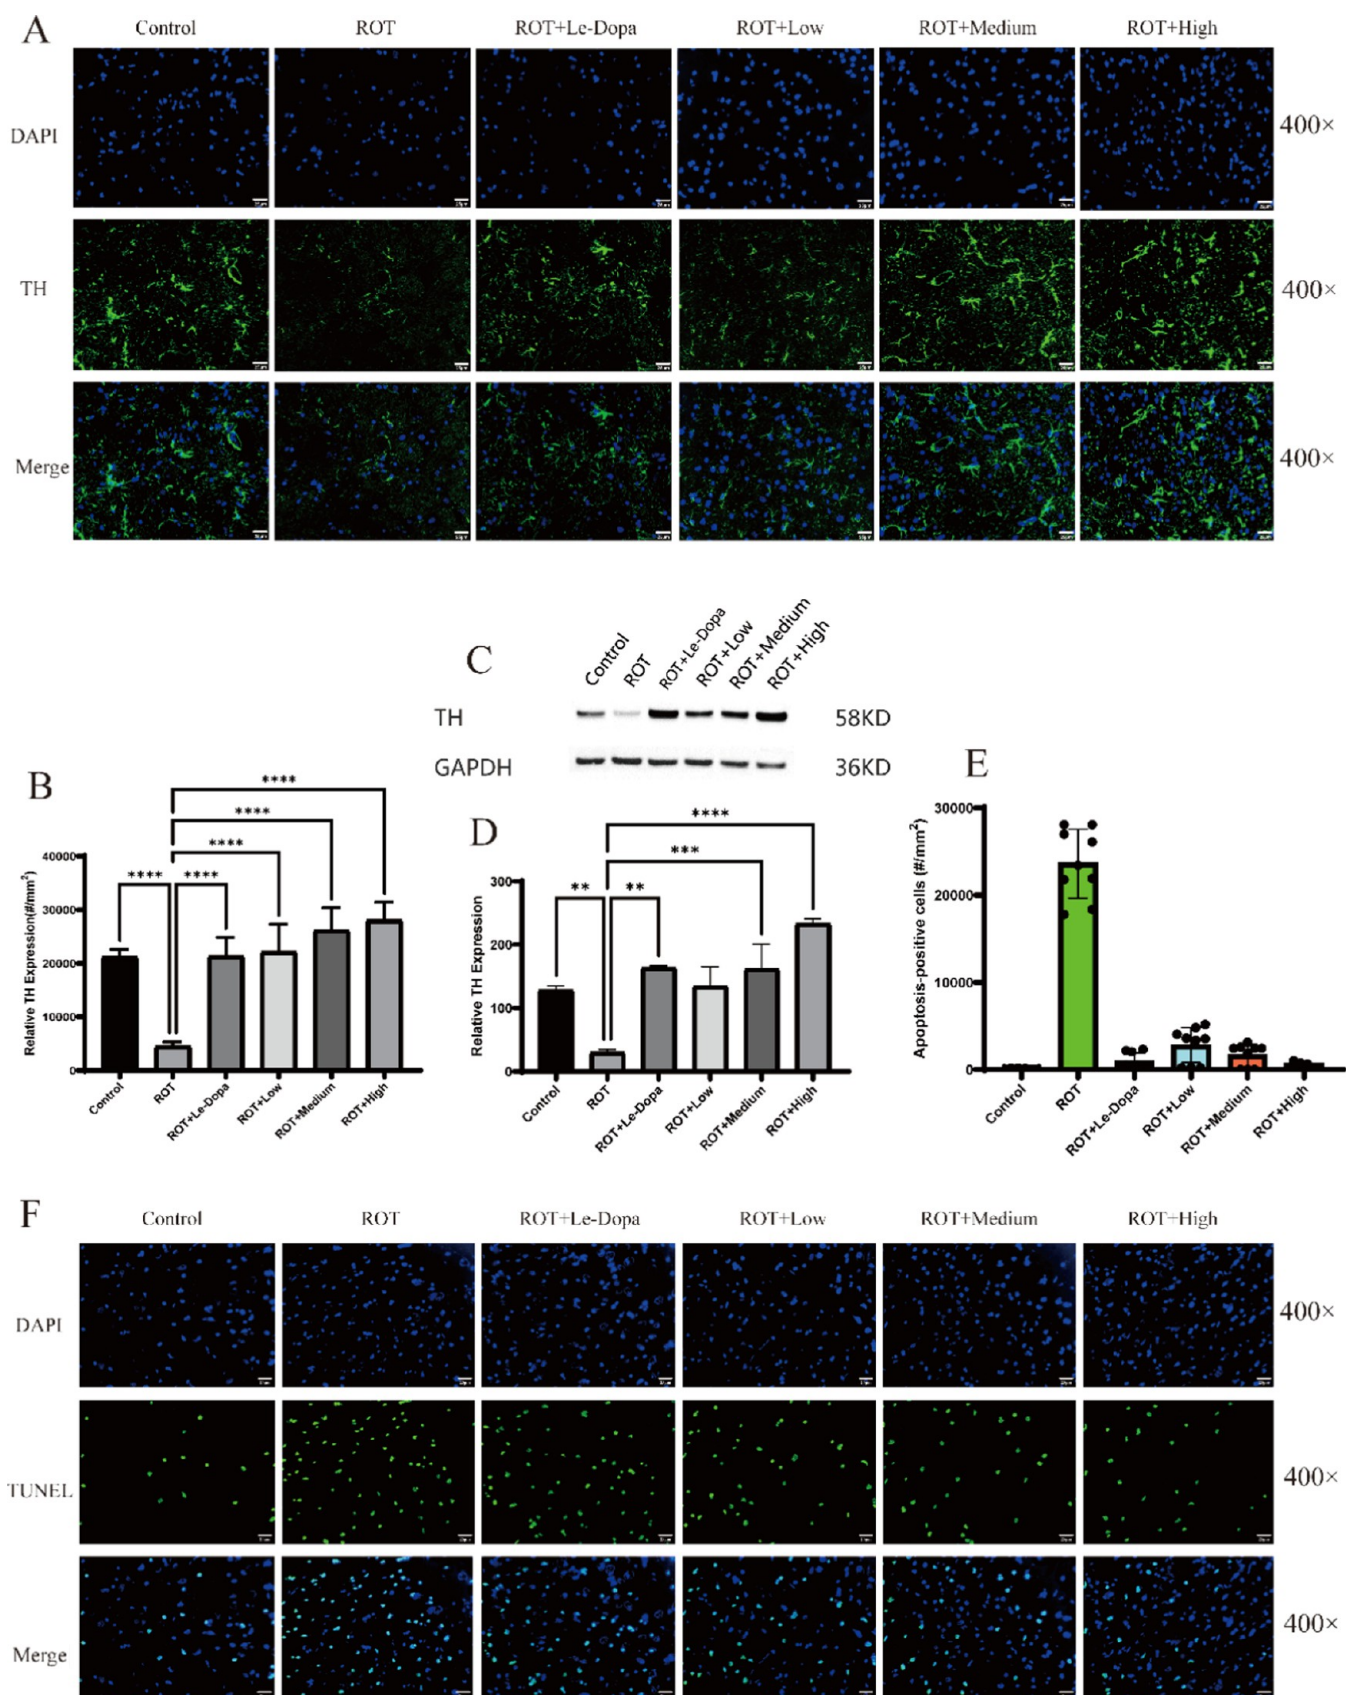 A
Control ROT ROT+Le-Dopa ROT+Low ROT+Medium ROT+High
DAPI 400×
TH 400×
Merge 400×
C
Control ROT ROT+Le-Dopa ROT+Low ROT+Medium ROT+High
TH 58KD
GAPDH 36KD
B
Relative TH Expression(#/mm²)
40000
30000
20000
10000
0
**** **** **** **** ****
Control ROT ROT+Le-Dopa ROT+Low ROT+Medium ROT+High
D
Relative TH Expression
300
200
100
0
** ** *** ****
Control ROT ROT+Le-Dopa ROT+Low ROT+Medium ROT+High
E
Apoptosis-positive cells (#/mm²)
30000
20000
10000
0
Control ROT ROT+Le-Dopa ROT+Low ROT+Medium ROT+High
F
Control ROT ROT+Le-Dopa ROT+Low ROT+Medium ROT+High
DAPI 400×
TUNEL 400×
Merge 400×